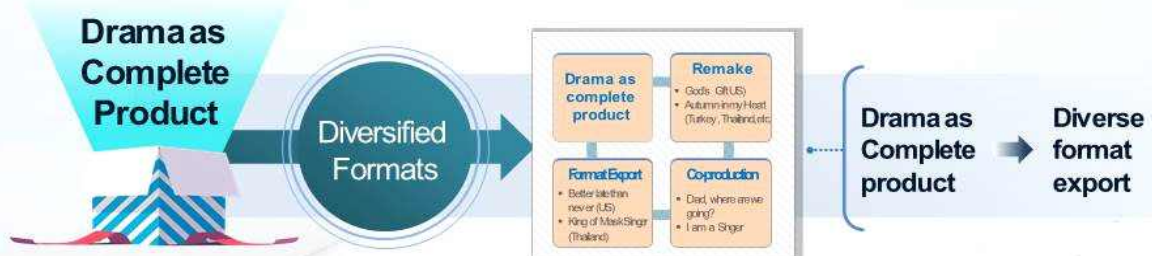 Drama as
Complete
Product
Diversified
Formats
Drama as
complete
product
Remake
• God's Gift US)
• Autumn in my Heart
(Turkey, Thailand, etc.
Format Export
• Better late than
never (US)
• King of Mask Singer
(Thailand)
Coproduction
• Dad, where are we
going?
• I am a Singer
Drama as
Complete
product
Diverse
format
export